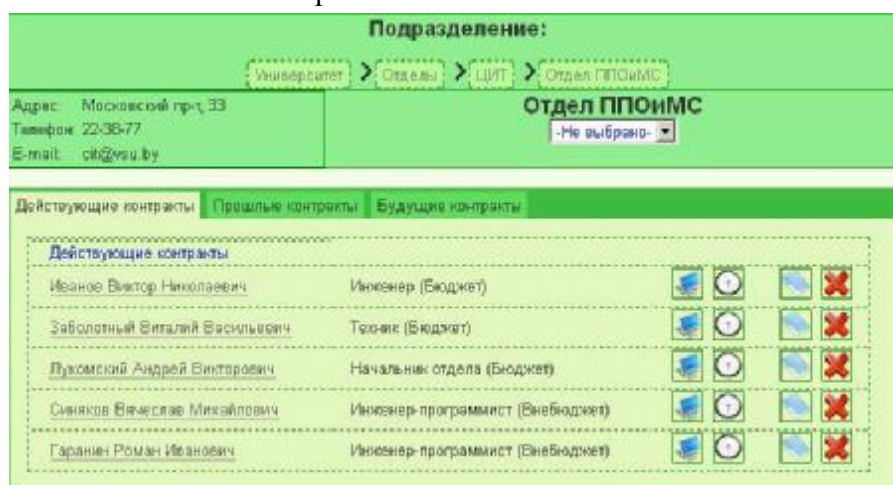 Подразделение:
Университет > Отделы > ЦИТ > Отдел ППОиМС
Адрес: Московский пр-т, 33
Телефон: 22-38-77
E-mail: cit@vsu.by
Отдел ППОиМС
-Не выбрано-
Действующие контракты Прошлые контракты Будущие контракты
Действующие контракты
Иванов Виктор Николаевич Инженер (Бюджет)
Заболотный Виталий Васильевич Техник (Бюджет)
Лукомский Андрей Викторович Начальник отдела (Бюджет)
Синяков Вячеслав Михайлович Инженер-программист (Внебюджет)
Гаранин Роман Иванович Инженер-программист (Внебюджет)